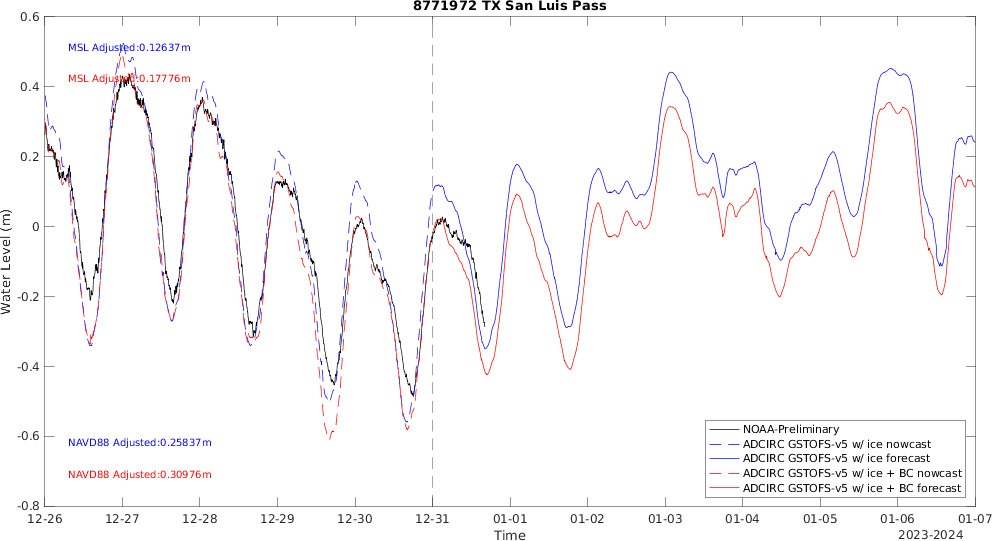 8771972 TX San Luis Pass
0.6
0.4
0.2
0
-0.2
-0.4
-0.6
-0.8
Water Level (m)
MSL Adjusted:0.12637m
MSL Adjusted:0.17776m
NAVD88 Adjusted:0.25837m
NAVD88 Adjusted:0.30976m
NOAA-Preliminary
ADCIRC GSTOFS-v5 w/ ice nowcast
ADCIRC GSTOFS-v5 w/ ice forecast
ADCIRC GSTOFS-v5 w/ ice + BC nowcast
ADCIRC GSTOFS-v5 w/ ice + BC forecast
12-26 12-27 12-28 12-29 12-30 12-31 01-01 01-02 01-03 01-04 01-05 01-06 01-07
Time
2023-2024